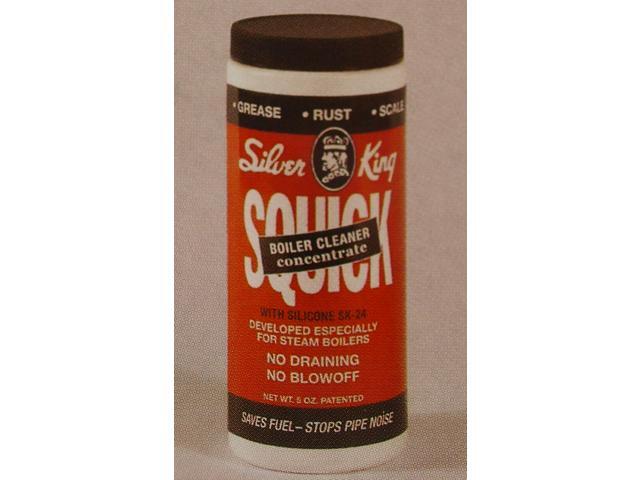 • GREASE • RUST • SCALE
Silver King
SQUICK
BOILER CLEANER
concentrate
WITH SILICONE SK-24
DEVELOPED ESPECIALLY
FOR STEAM BOILERS
NO DRAINING
NO BLOWOFF
NET WT. 5 OZ. PATENTED
SAVES FUEL–STOPS PIPE NOISE